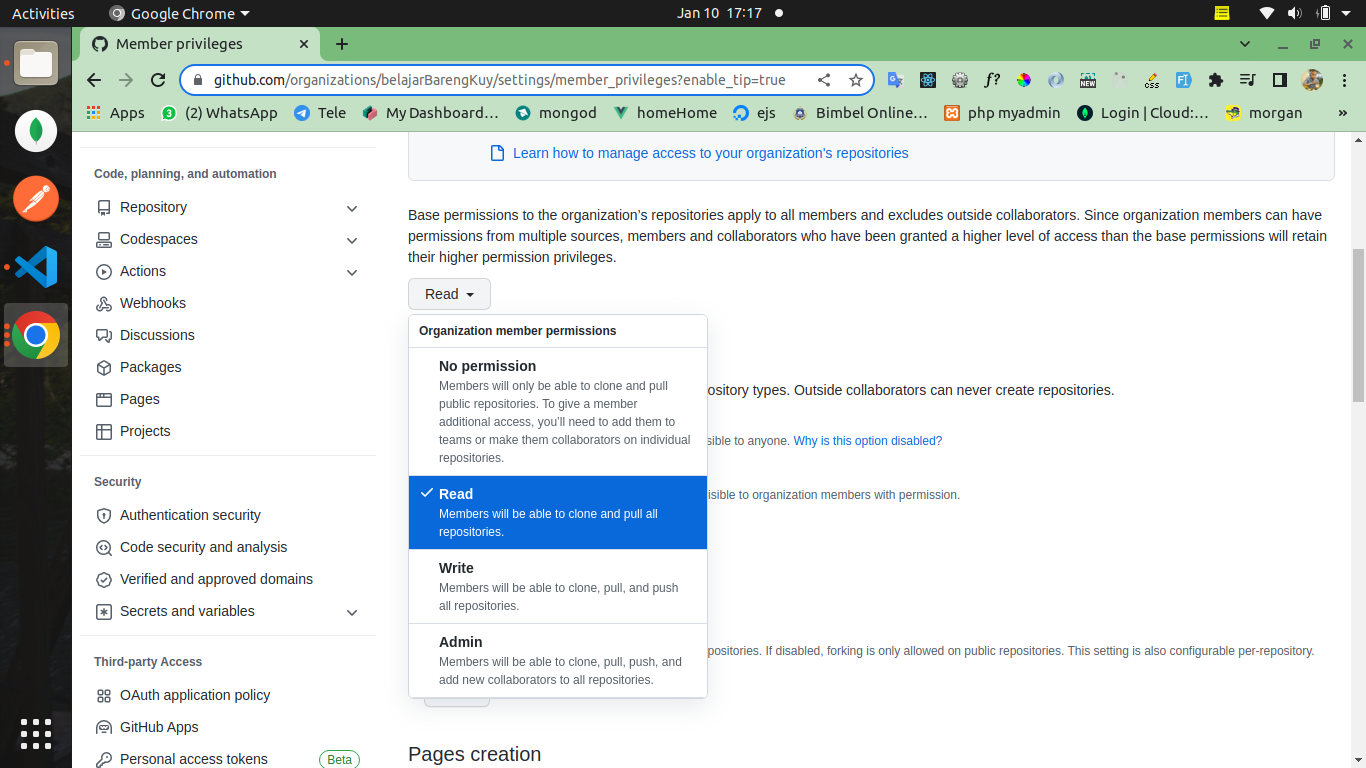 Activities
Google Chrome
Jan 10 17:17
Member privileges
github.com/organizations/belajarBarengKuy/settings/member_privileges?enable_tip=true
Apps
(2) WhatsApp
Tele
My Dashboard…
mongod
homeHome
ejs
Bimbel Online…
php myadmin
Login | Cloud:…
morgan
»
Code, planning, and automation
Repository
Codespaces
Actions
Webhooks
Discussions
Packages
Pages
Projects
Security
Authentication security
Code security and analysis
Verified and approved domains
Secrets and variables
Third-party Access
OAuth application policy
GitHub Apps
Personal access tokens
Beta
Learn how to manage access to your organization's repositories
Base permissions to the organization’s repositories apply to all members and excludes outside collaborators. Since organization members can have
permissions from multiple sources, members and collaborators who have been granted a higher level of access than the base permissions will retain
their higher permission privileges.
Read
Organization member permissions
No permission
Members will only be able to clone and pull
public repositories. To give a member
additional access, you’ll need to add them to
teams or make them collaborators on individual
repositories.
Read
Members will be able to clone and pull all
repositories.
Write
Members will be able to clone, pull, and push
all repositories.
Admin
Members will be able to clone, pull, push, and
add new collaborators to all repositories.
ository types. Outside collaborators can never create repositories.
sible to anyone. Why is this option disabled?
isible to organization members with permission.
positories. If disabled, forking is only allowed on public repositories. This setting is also configurable per-repository.
Pages creation